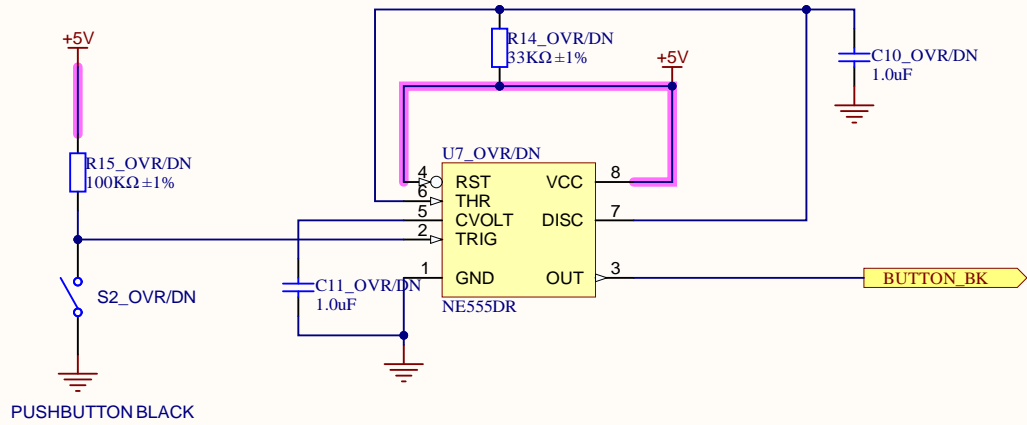 +5V
R14_OVR/DN
33KΩ ±1%
+5V
C10_OVR/DN
1.0uF
R15_OVR/DN
100KΩ ±1%
U7_OVR/DN
4
RST
VCC
8
6
THR
5
CVOLT
DISC
7
2
TRIG
1
GND
OUT
3
BUTTON_BK
C11_OVR/DN
1.0uF
S2_OVR/DN
NE555DR
PUSHBUTTON BLACK